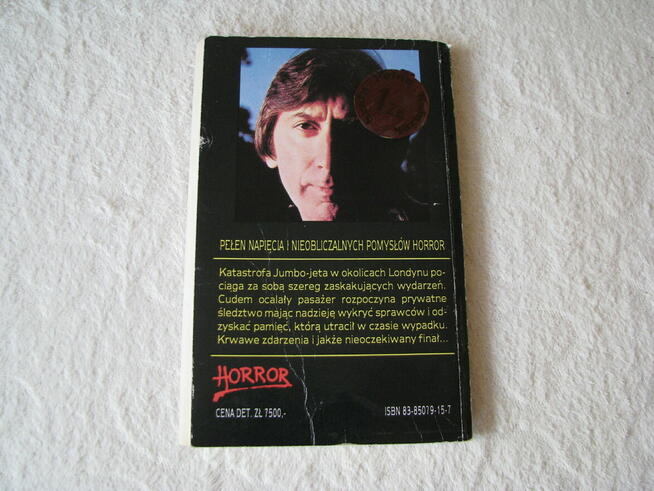 PEŁEN NAPIĘCIA I NIEOBLICZALNYCH POMYSŁÓW HORROR
Katastrofa Jumbo-jeta w okolicach Londynu po-
ciąga za sobą szereg zaskakujących wydarzeń.
Cudem ocalały pasażer rozpoczyna prywatne
śledztwo mając nadzieję wykryć sprawców i od-
zyskać pamięć, którą utracił w czasie wypadku.
Krwawe zdarzenia i jakże nieoczekiwany finał...
HORROR
CENA DET. ZŁ 7500,-
ISBN 83-85079-15-7